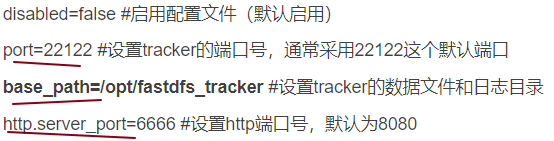 disabled=false #启用配置文件（默认启用）
port=22122 #设置tracker的端口号，通常采用22122这个默认端口
base_path=/opt/fastdfs_tracker #设置tracker的数据文件和日志目录
http.server_port=6666 #设置http端口号，默认为8080